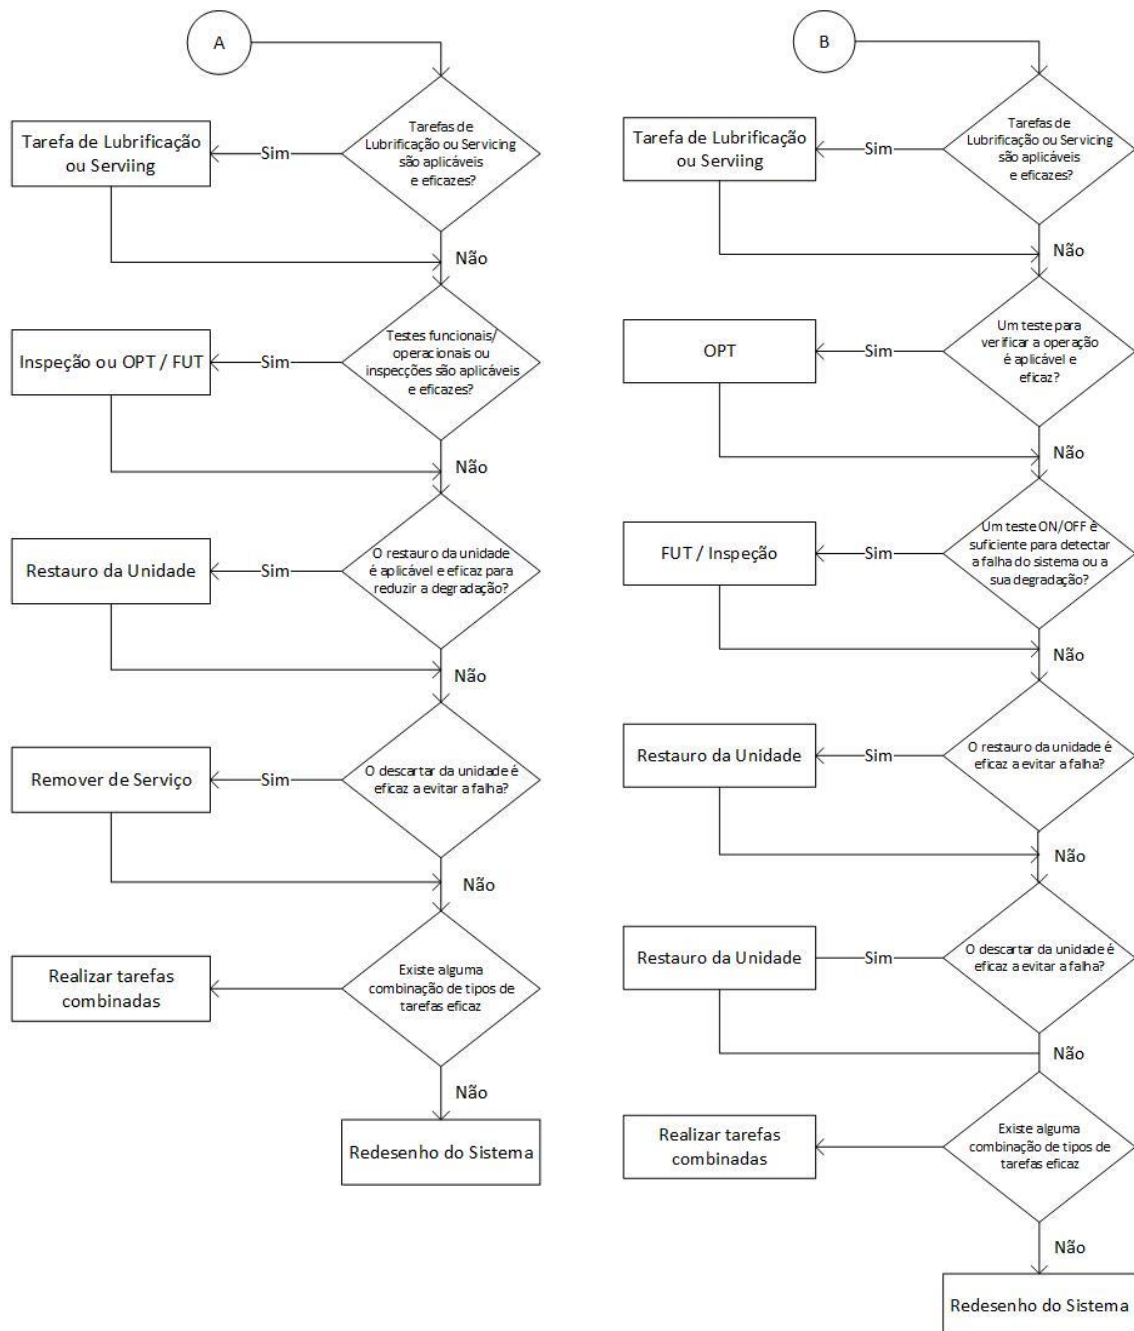 A
Tarefas de
Lubrificação ou Servicing
são aplicáveis
e eficazes?
Sim
Tarefa de Lubrificação
ou Serviing
Não
Testes funcionais/
operacionais ou
inspecções são aplicáveis
e eficazes?
Sim
Inspeção ou OPT / FUT
Não
O restauro da unidade
é aplicável e eficaz para
reduzir a degradação?
Sim
Restauro da Unidade
Não
O descartar da unidade é
eficaz a evitar a falha?
Sim
Remover de Serviço
Não
Existe alguma
combinação de tipos de
tarefas eficaz
Realizar tarefas
combinadas
Não
Redesenho do Sistema
B
Tarefas de
Lubrificação ou Servicing
são aplicáveis
e eficazes?
Sim
Tarefa de Lubrificação
ou Serviing
Não
Um teste para
verificar a operação
é aplicável e
eficaz?
Sim
OPT
Não
Um teste ON/OFF é
suficiente para detectar
a falha do sistema ou a
sua degradação?
Sim
FUT / Inspeção
Não
O restauro da unidade é
eficaz a evitar a falha?
Sim
Restauro da Unidade
Não
O descartar da unidade é
eficaz a evitar a falha?
Sim
Restauro da Unidade
Não
Existe alguma
combinação de tipos de
tarefas eficaz
Realizar tarefas
combinadas
Não
Redesenho do Sistema